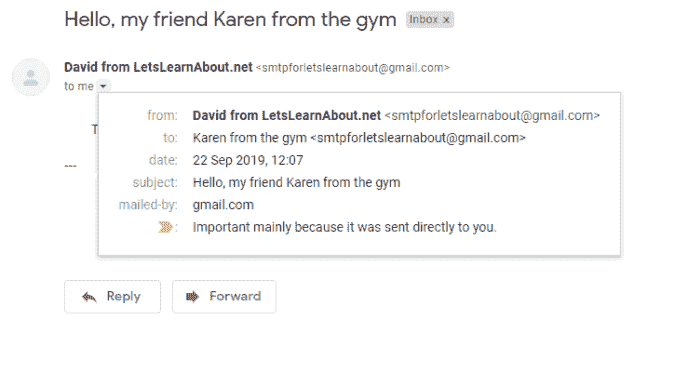 Hello, my friend Karen from the gym Inbox x
David from LetsLearnAbout.net <smtpforletslearnabout@gmail.com>
to me
from: David from LetsLearnAbout.net <smtpforletslearnabout@gmail.com>
to: Karen from the gym <smtpforletslearnabout@gmail.com>
T
date: 22 Sep 2019, 12:07
---
subject: Hello, my friend Karen from the gym
mailed-by: gmail.com
: Important mainly because it was sent directly to you.
Reply Forward